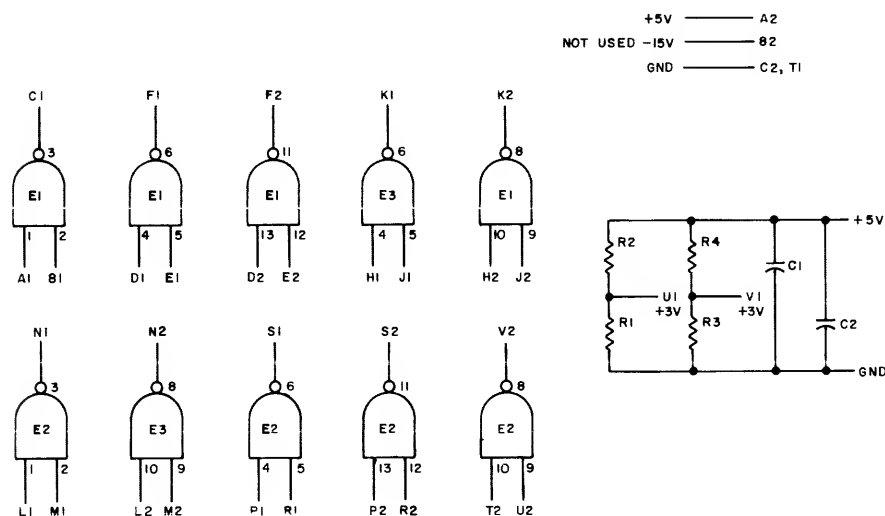 +5V A2
NOT USED -15V B2
GND C2, T1
C1 F1 F2 K1 K2
3 6 11 6 8
E1 E1 E1 E3 E1
1 2 4 5 13 12 4 5 10 9
A1 B1 D1 E1 D2 E2 H1 J1 H2 J2
+5V
R2 R4 C1
U1 V1
+3V +3V
R1 R3 C2
GND
N1 N2 S1 S2 V2
3 8 6 11 8
E2 E3 E2 E2 E2
1 2 10 9 4 5 13 12 10 9
L1 M1 L2 M2 P1 R1 P2 R2 T2 U2